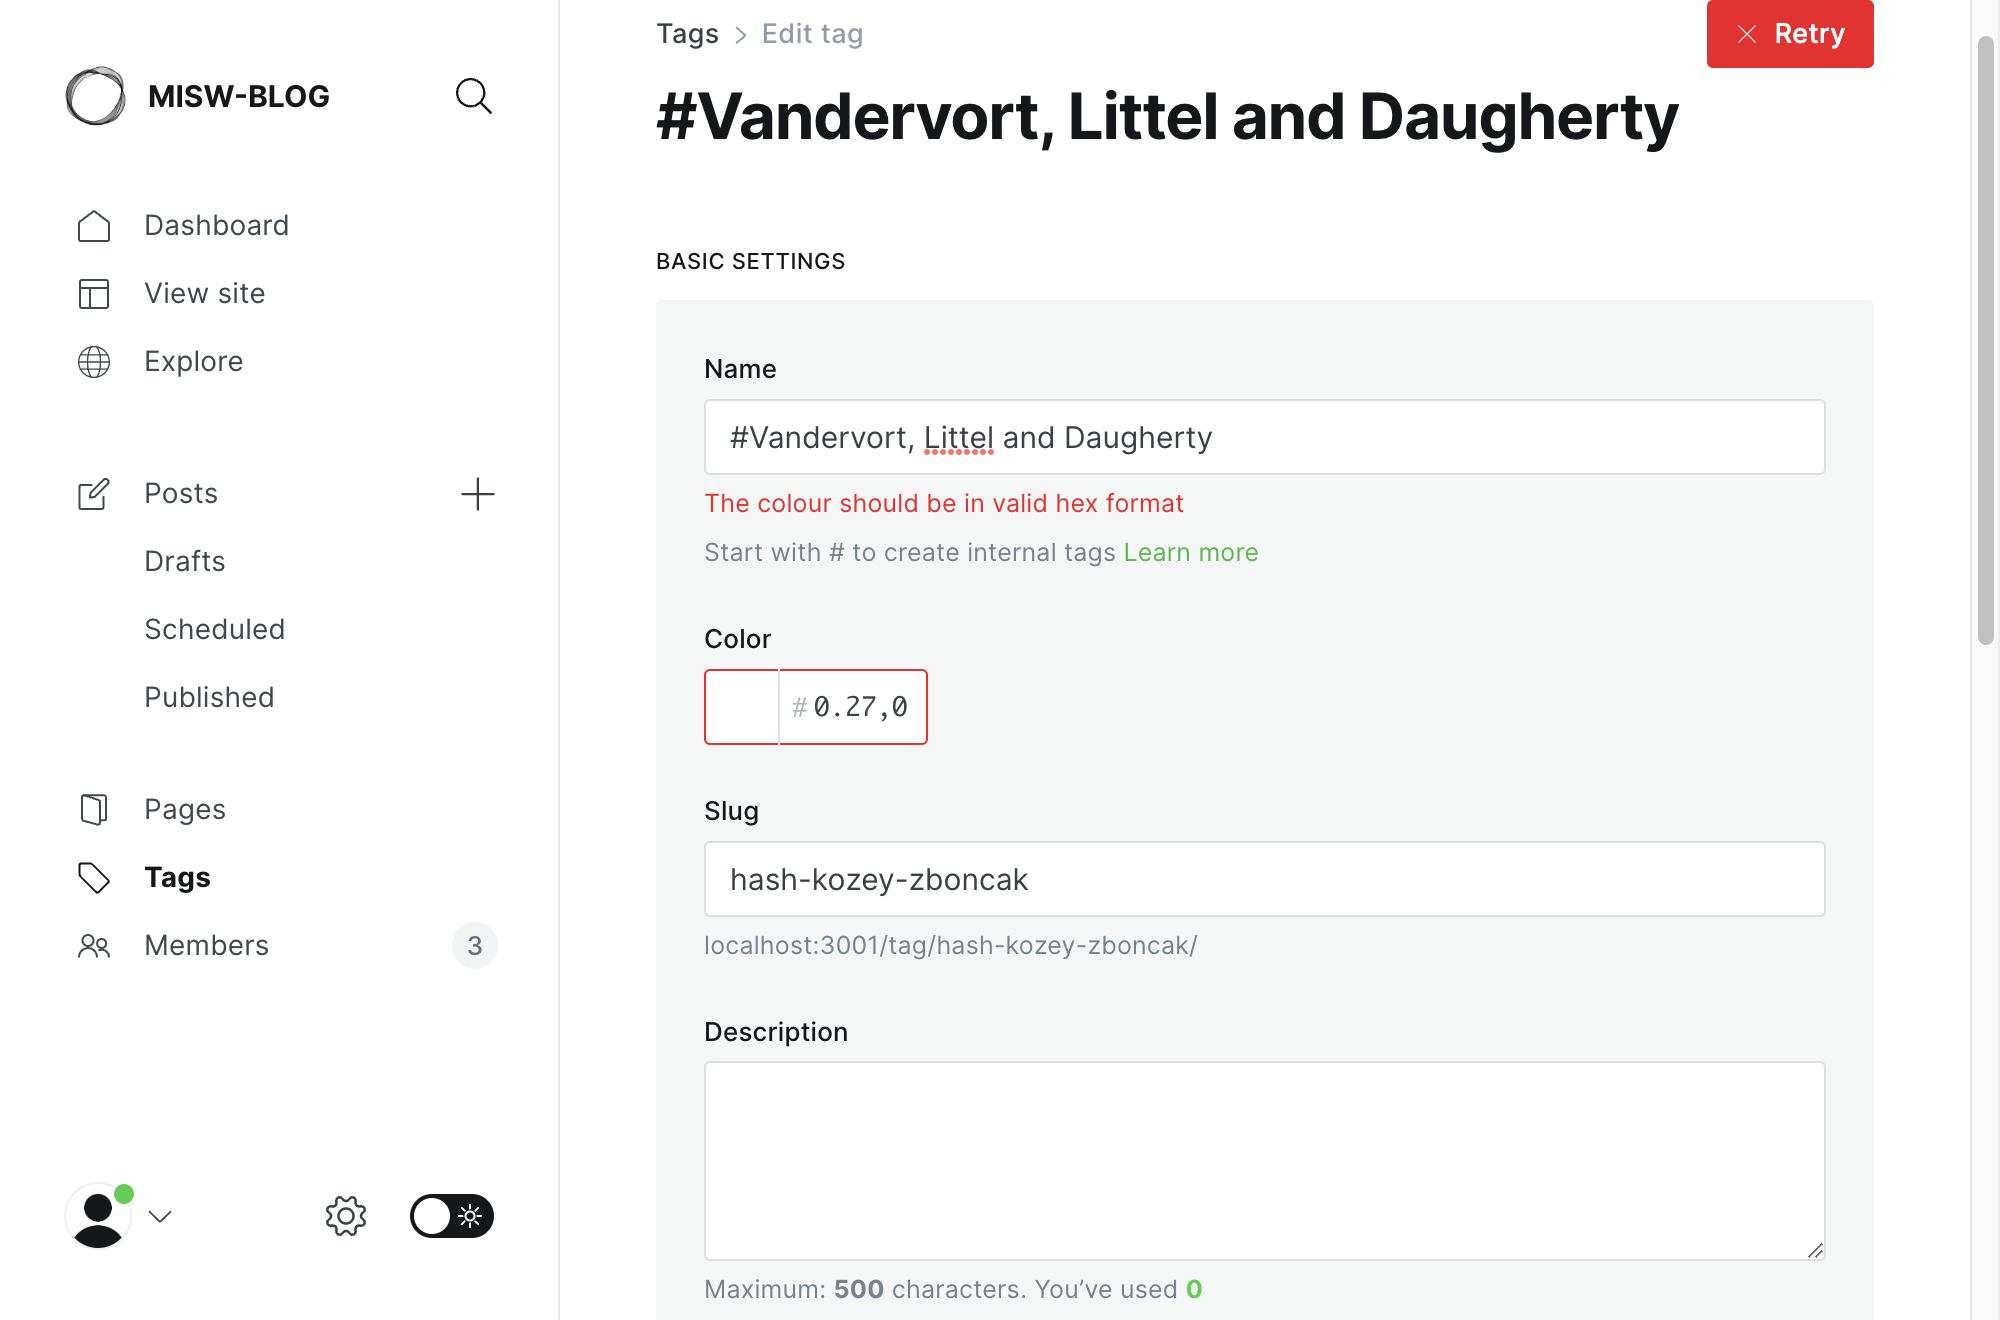 MISW-BLOG
Dashboard
View site
Explore
Posts
Drafts
Scheduled
Published
Pages
Tags
Members
3
Tags > Edit tag
Retry
#Vandervort, Littel and Daugherty
BASIC SETTINGS
Name
#Vandervort, Littel and Daugherty
The colour should be in valid hex format
Start with # to create internal tags Learn more
Color
# 0.27,0
Slug
hash-kozey-zboncak
localhost:3001/tag/hash-kozey-zboncak/
Description
Maximum: 500 characters. You’ve used 0